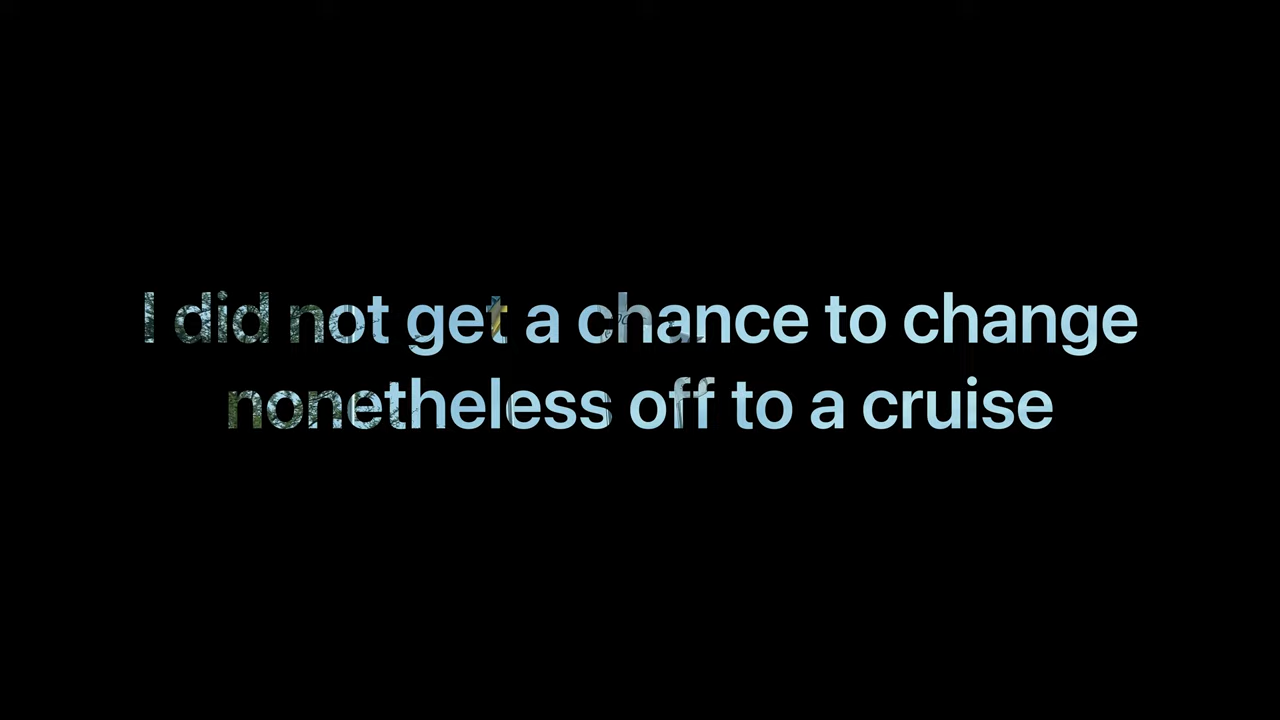 I did not get a chance to change
nonetheless off to a cruise